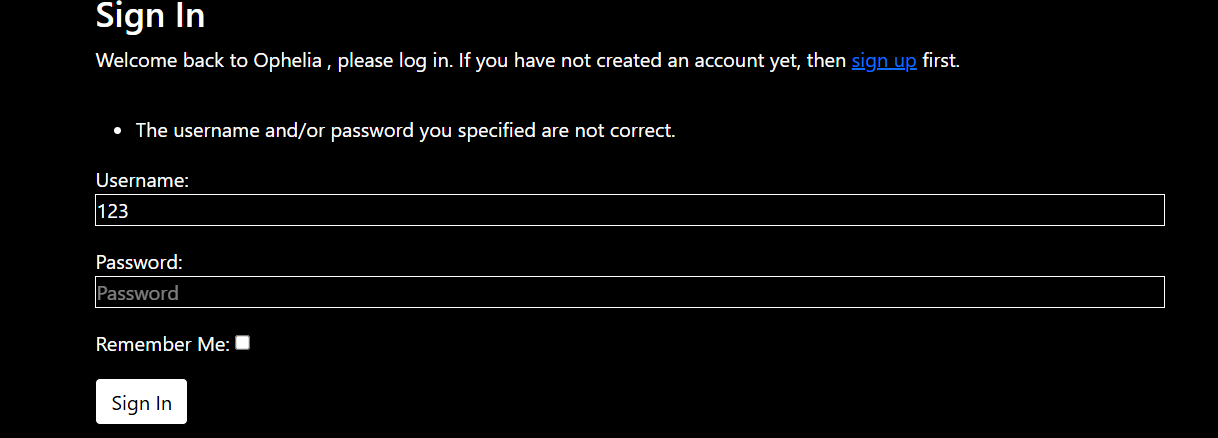 Sign In
Welcome back to Ophelia , please log in. If you have not created an account yet, then sign up first.
• The username and/or password you specified are not correct.
Username:
123
Password:
Password
Remember Me:
Sign In